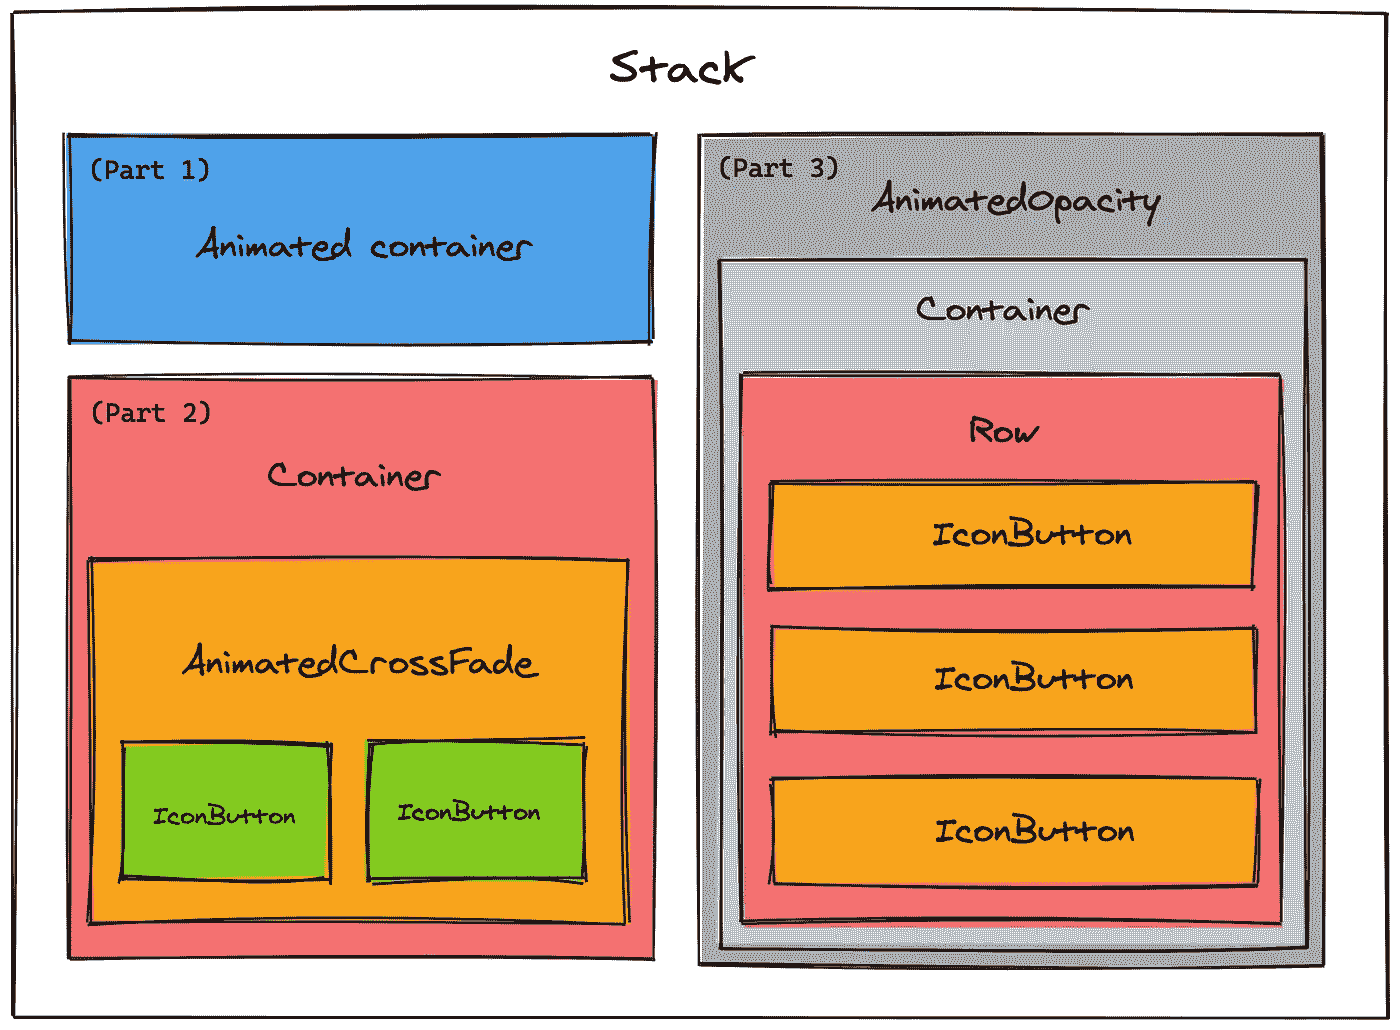 Stack
(Part 1)
Animated container
(Part 2)
Container
AnimatedCrossFade
IconButton
IconButton
(Part 3)
AnimatedOpacity
Container
Row
IconButton
IconButton
IconButton